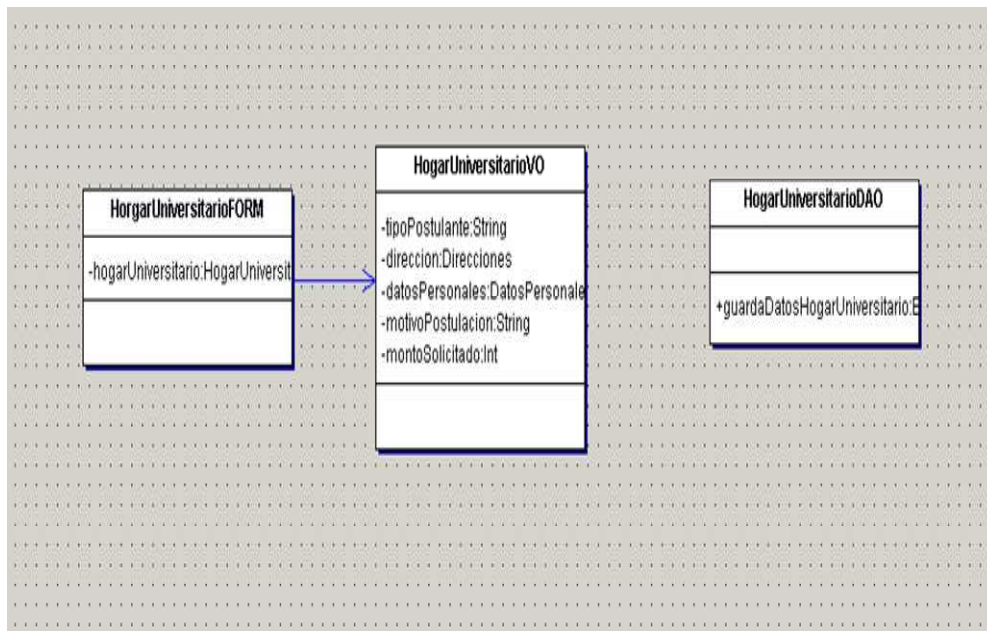 HorgarUniversitarioFORM
-hogarUniversitario:HogarUniversit
HogarUniversitarioVO
-tipoPostulante:String
-direccion:Direcciones
-datosPersonales:DatosPersonale
-motivoPostulacion:String
-montoSolicitado:Int
HogarUniversitarioDAO
+guardaDatosHogarUniversitario:E